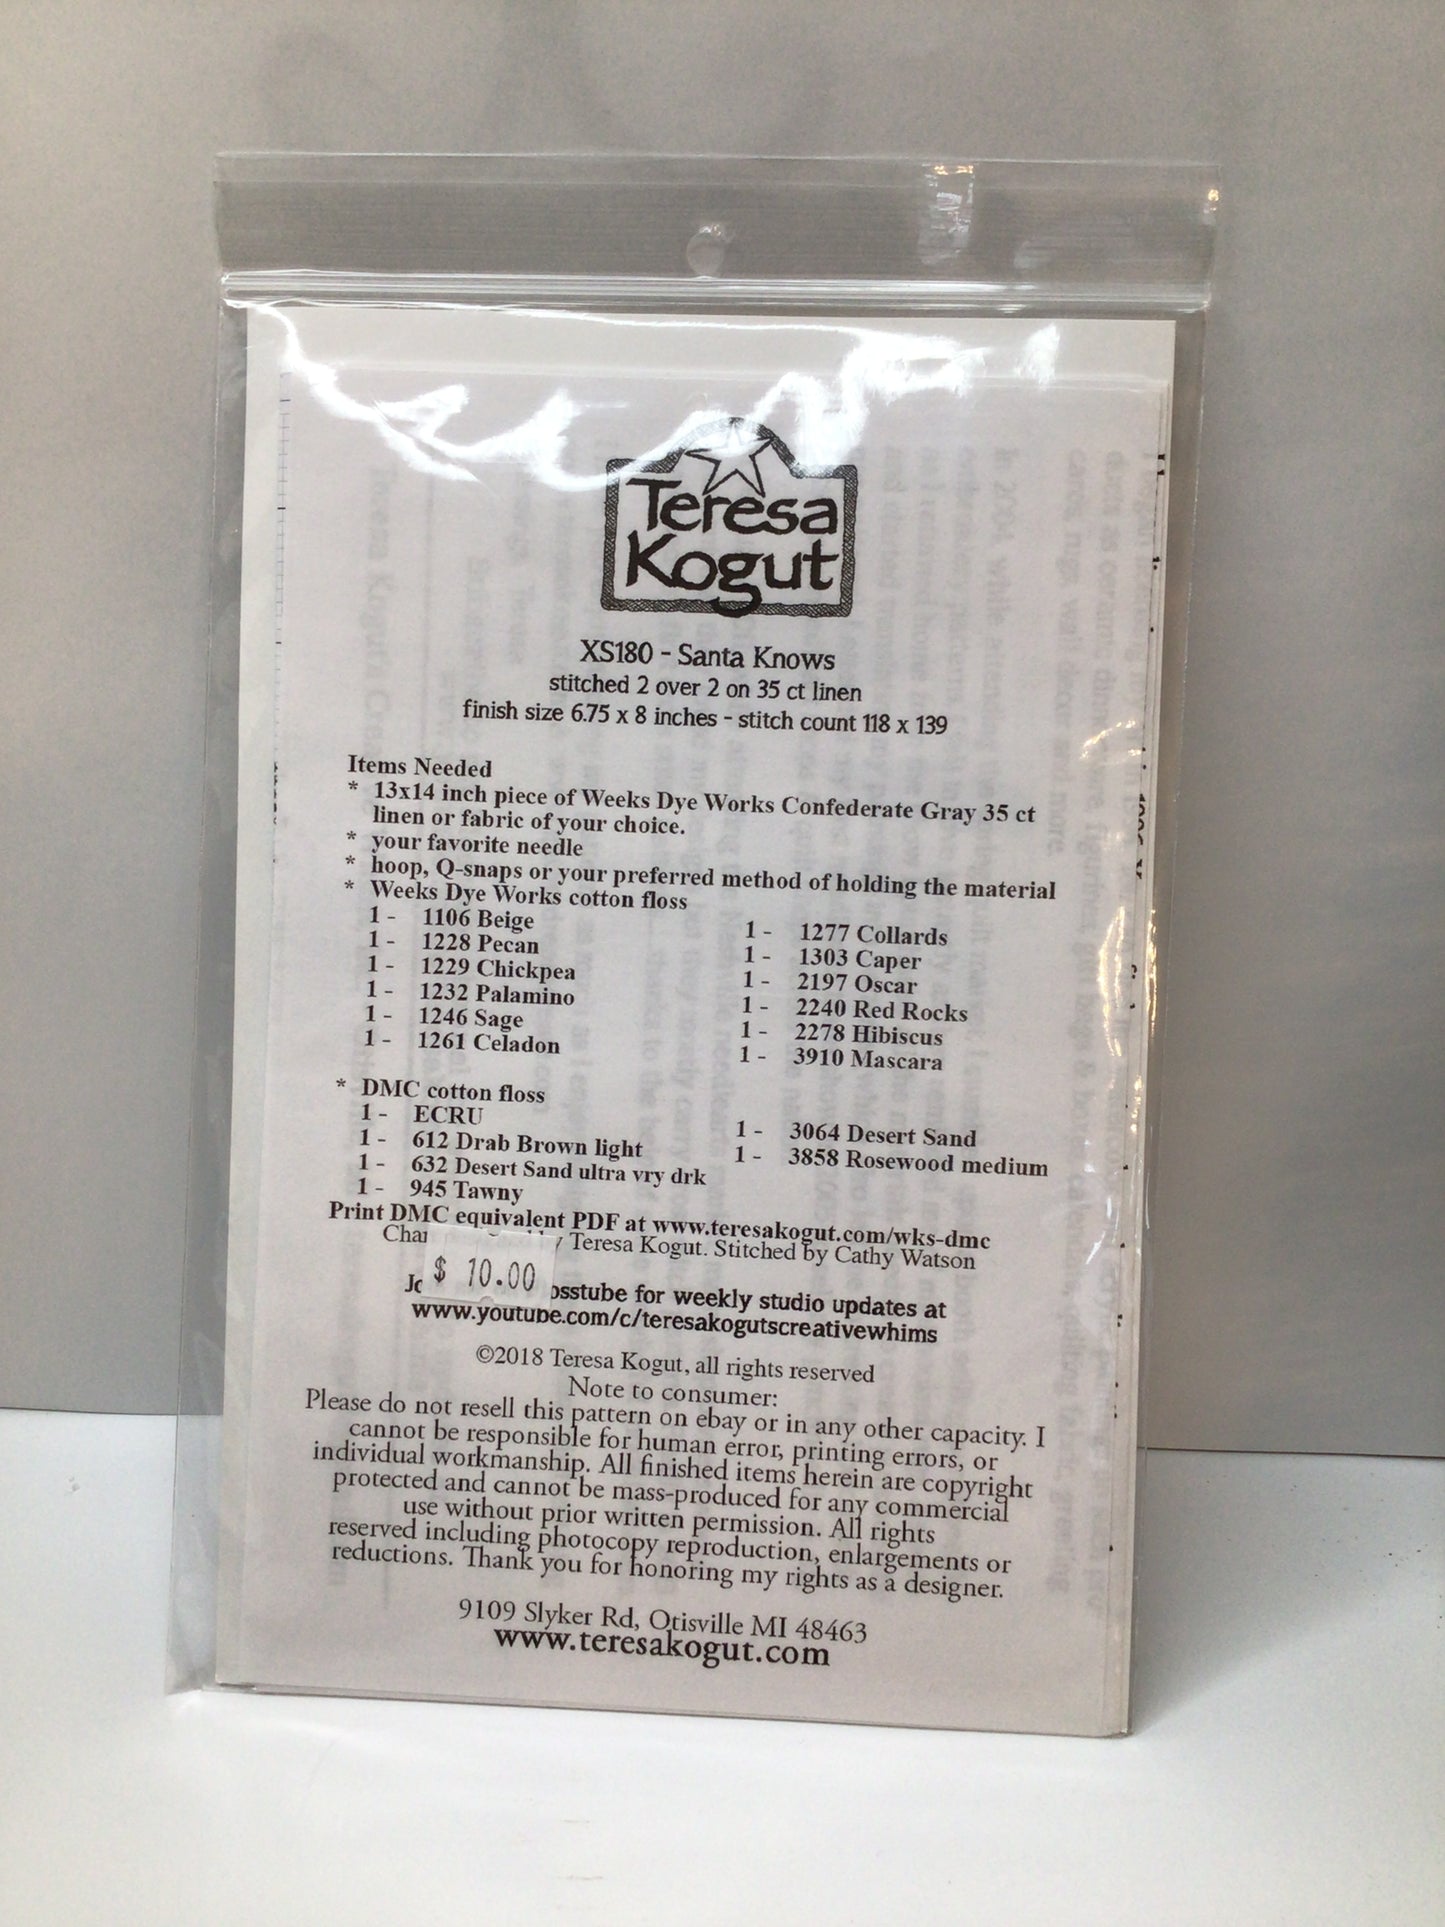 Teresa
Kogut
XS180 - Santa Knows
stitched 2 over 2 on 35 ct linen
finish size 6.75 x 8 inches - stitch count 118 x 139
Items Needed
* 13x14 inch piece of Weeks Dye Works Confederate Gray 35 ct
linen or fabric of your choice.
* your favorite needle
* hoop, Q-snaps or your preferred method of holding the material
* Weeks Dye Works cotton floss
1 - 1106 Beige
1 - 1228 Pecan
1 - 1229 Chickpea
1 - 1232 Palamino
1 - 1246 Sage
1 - 1261 Celadon
1 - 1277 Collards
1 - 1303 Caper
1 - 2197 Oscar
1 - 2240 Red Rocks
1 - 2278 Hibiscus
1 - 3910 Mascara
* DMC cotton floss
1 - ECRU
1 - 612 Drab Brown light
1 - 632 Desert Sand ultra vry drk
1 - 945 Tawny
1 - 3064 Desert Sand
1 - 3858 Rosewood medium
Print DMC equivalent PDF at www.teresakogut.com/wks-dmc
Teresa Kogut. Stitched by Cathy Watson
$ 10.00
for weekly studio updates at
www.youtube.com/c/teresakogutscreativewhims
©2018 Teresa Kogut, all rights reserved
Note to consumer:
Please do not resell this pattern on ebay or in any other capacity. I
cannot be responsible for human error, printing errors, or
individual workmanship. All finished items herein are copyright
protected and cannot be mass-produced for any commercial
use without prior written permission. All rights
reserved including photocopy reproduction, enlargements or
reductions. Thank you for honoring my rights as a designer.
9109 Slyker Rd, Otisville MI 48463
www.teresakogut.com